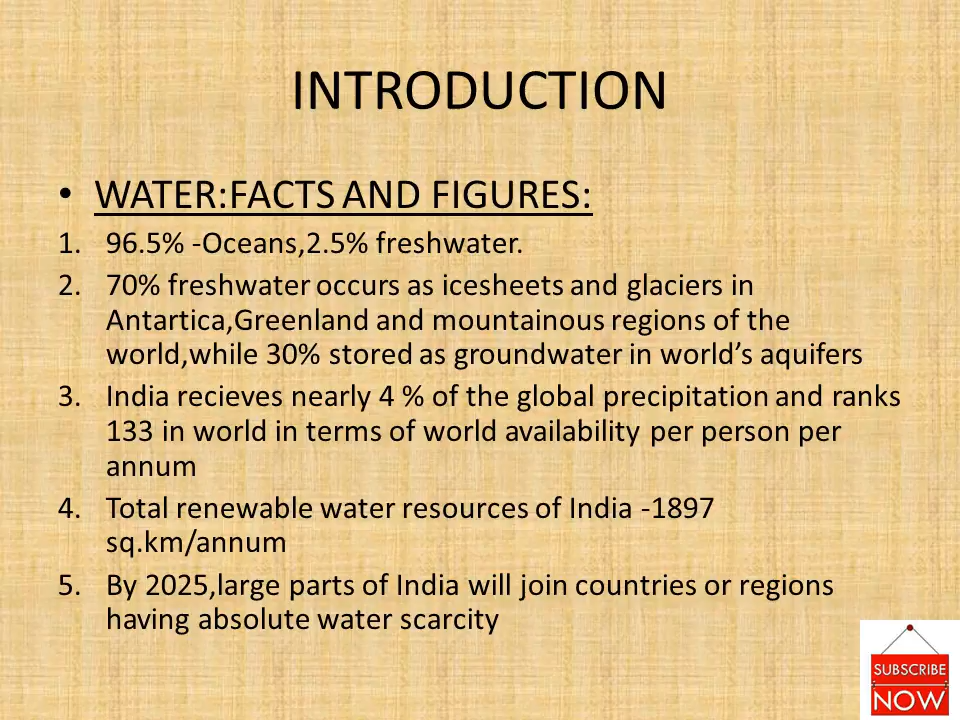 INTRODUCTION
• WATER:FACTS AND FIGURES:
1. 96.5% -Oceans,2.5% freshwater.
2. 70% freshwater occurs as icesheets and glaciers in
Antartica,Greenland and mountainous regions of the
world,while 30% stored as groundwater in world’s aquifers
3. India recieves nearly 4 % of the global precipitation and ranks
133 in world in terms of world availability per person per
annum
4. Total renewable water resources of India -1897
sq.km/annum
5. By 2025,large parts of India will join countries or regions
having absolute water scarcity
SUBSCRIBE
NOW